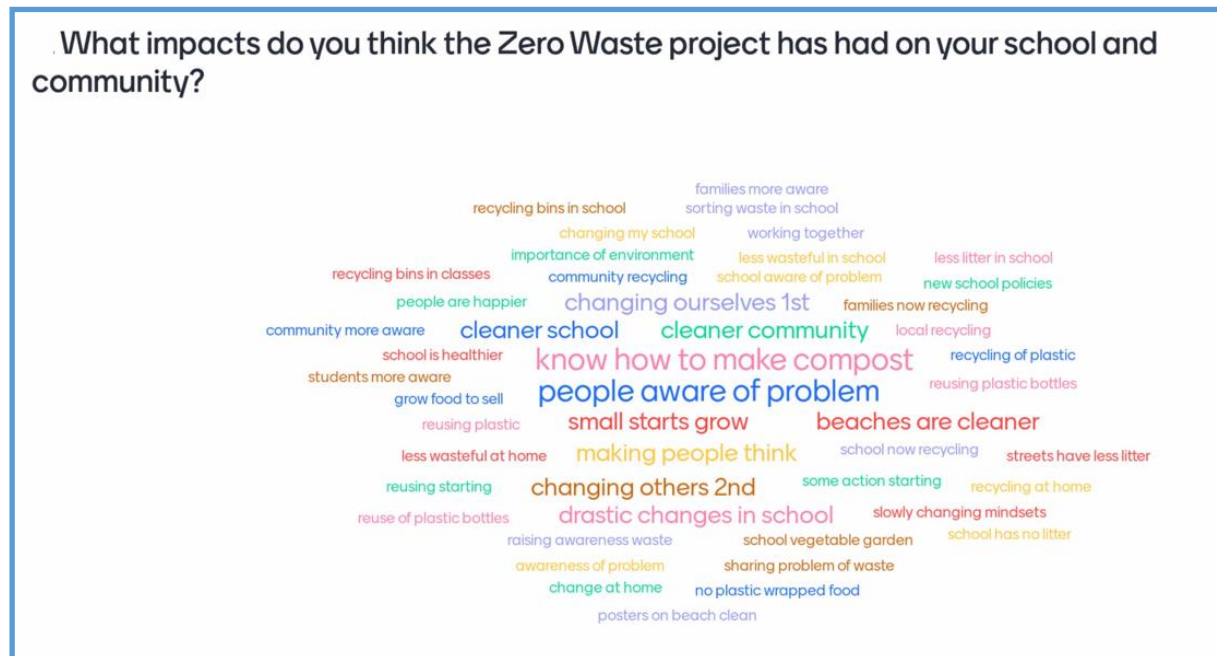 . What impacts do you think the Zero Waste project has had on your school and
community?
families more aware
recycling bins in school sorting waste in school
changing my school working together
importance of environment less wasteful in school less litter in school
recycling bins in classes community recycling school aware of problem new school policies
people are happier changing ourselves 1st families now recycling
community more aware cleaner school cleaner community local recycling
school is healthier know how to make compost recycling of plastic
students more aware
grow food to sell people aware of problem reusing plastic bottles
reusing plastic small starts grow beaches are cleaner
less wasteful at home making people think school now recycling streets have less litter
reusing starting changing others 2nd some action starting recycling at home
reuse of plastic bottles drastic changes in school slowly changing mindsets
raising awareness waste school vegetable garden school has no litter
awareness of problem sharing problem of waste
change at home no plastic wrapped food
posters on beach clean